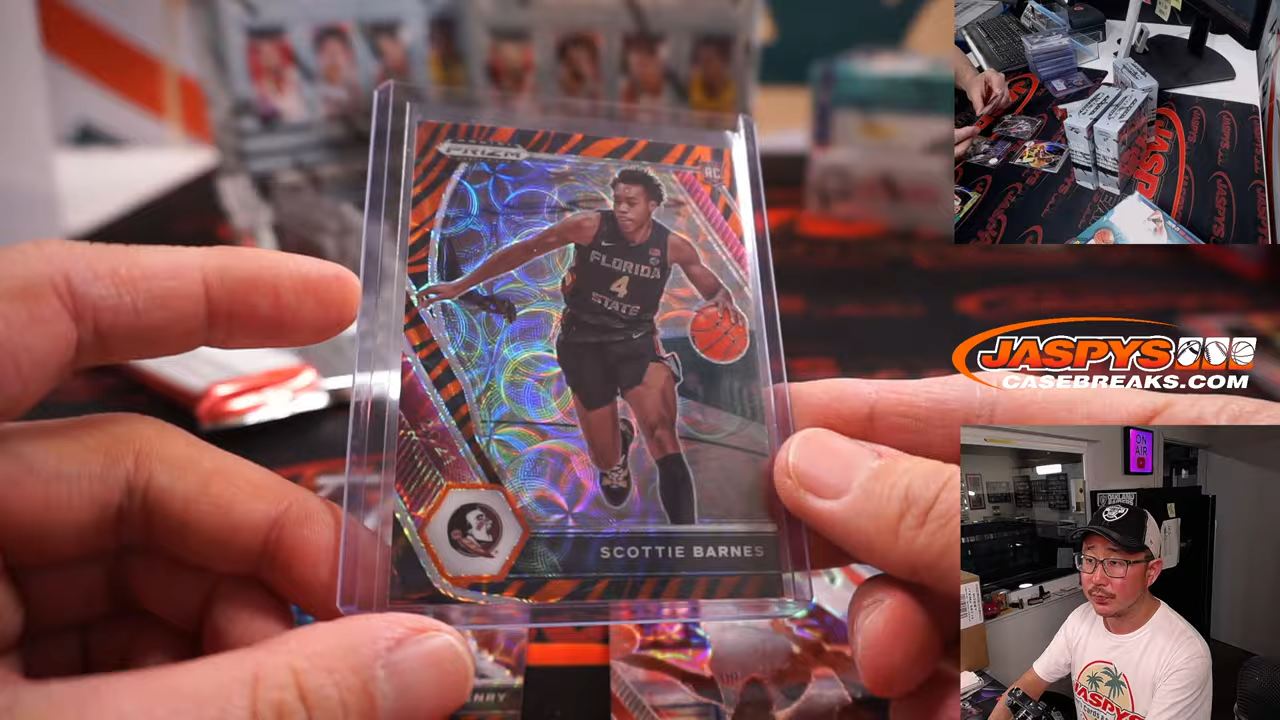 PRIZM
RC
FLORIDA
4
STATE
SCOTTIE BARNES
JASPYS
CASEBREAKS.COM
ON
AIR
JASPYS